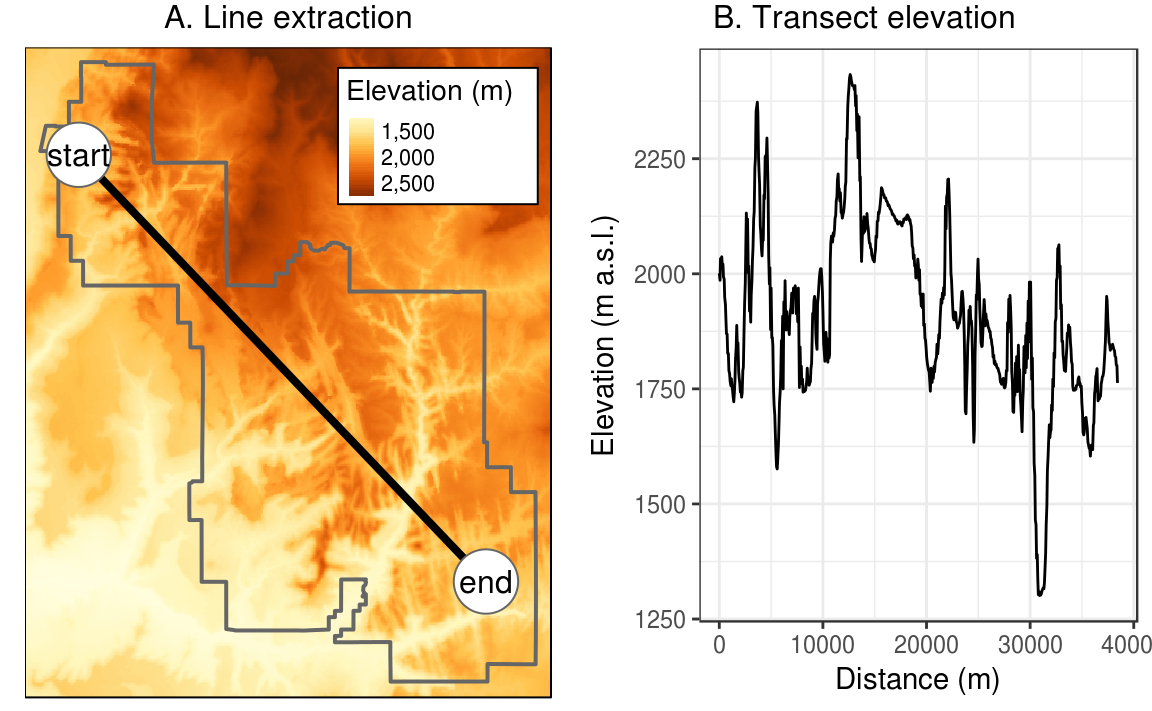 A. Line extraction
start
end
Elevation (m)
1,500
2,000
2,500
B. Transect elevation
Elevation (m a.s.l.)
2250
2000
1750
1500
1250
0
10000
20000
30000
4000
Distance (m)